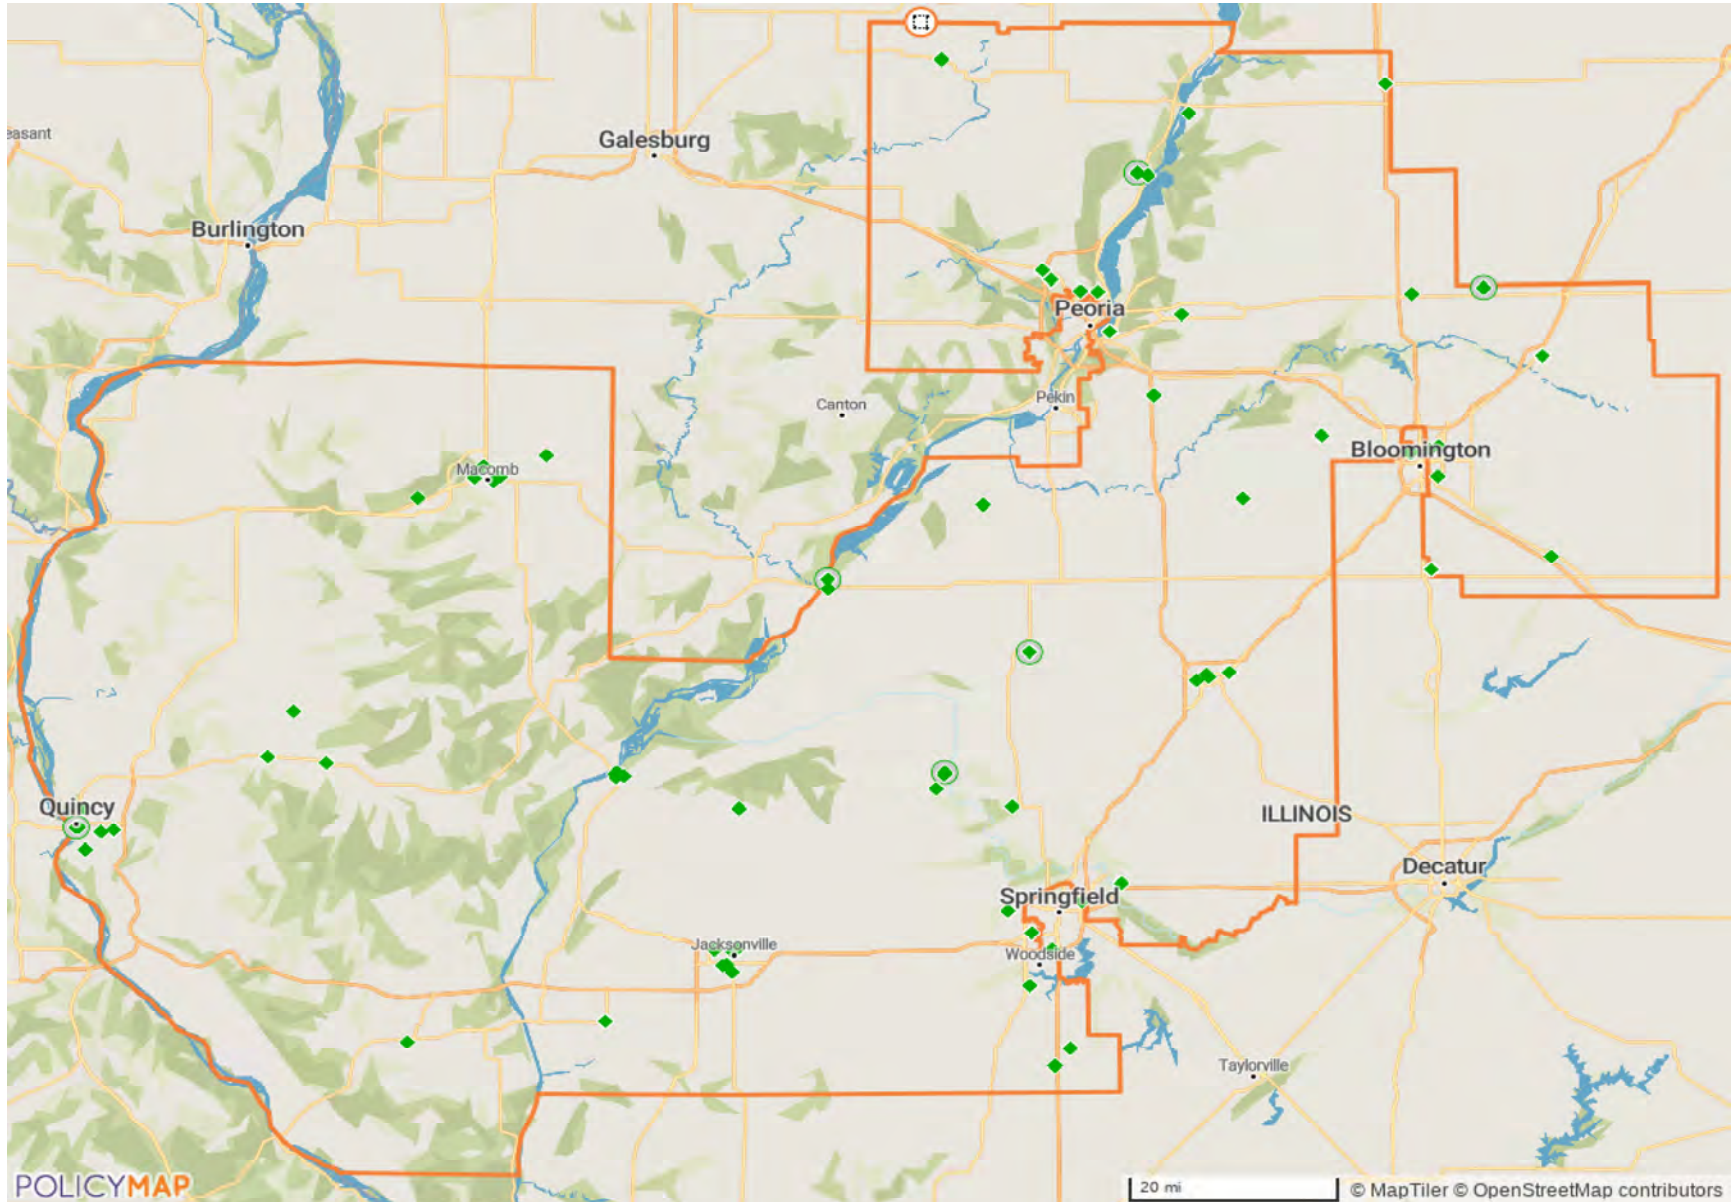 easant
Galesburg
Burlington
Peoria
Pekin
Canton
Bloomington
Macomb
Quincy
ILLINOIS
Decatur
Springfield
Jacksonville
Woodside
Taylorville
POLICYMAP
20 mi
© MapTiler © OpenStreetMap contributors